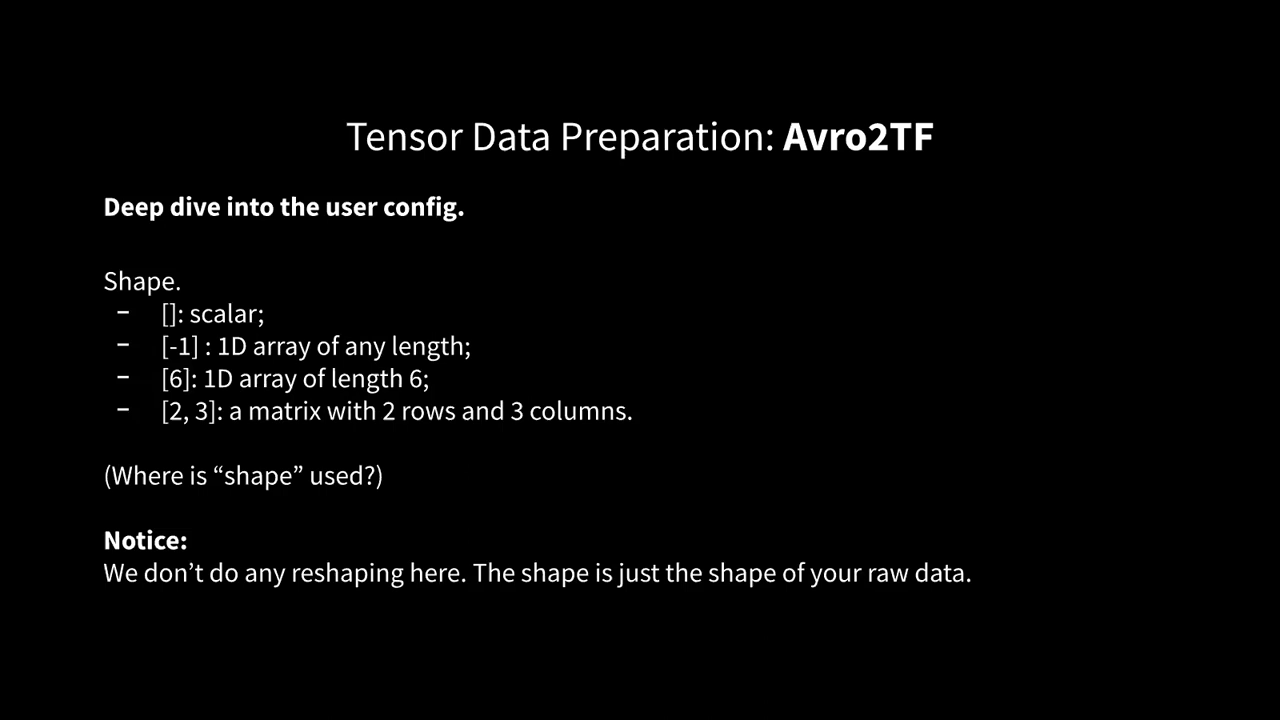 Tensor Data Preparation: Avro2TF
Deep dive into the user config.
Shape.
- []: scalar;
- [-1] : 1D array of any length;
- [6]: 1D array of length 6;
- [2, 3]: a matrix with 2 rows and 3 columns.
(Where is “shape” used?)
Notice:
We don’t do any reshaping here. The shape is just the shape of your raw data.